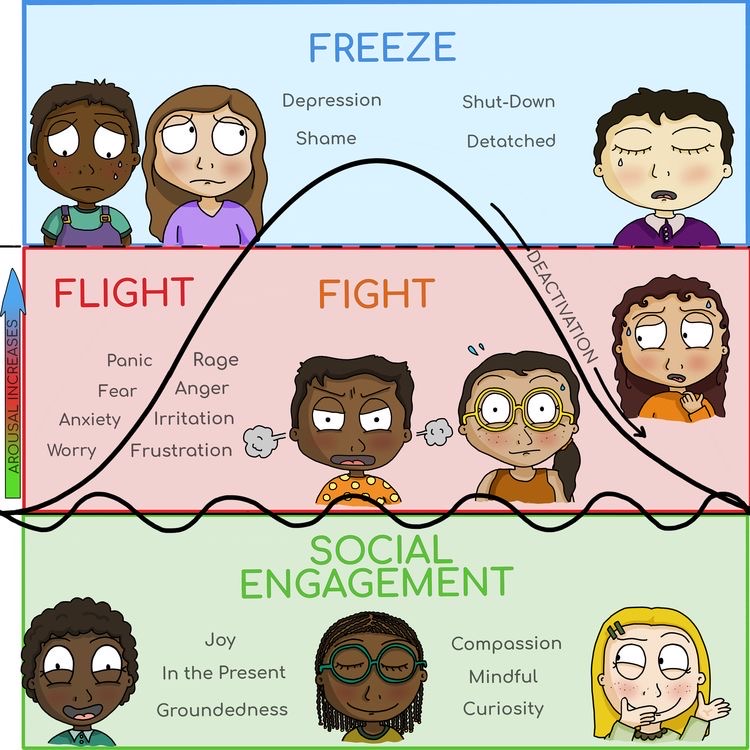 FREEZE
Depression
Shut-Down
Shame
Detatched
FLIGHT
FIGHT
DEACTIVATION
AROUSAL INCREASES
Panic
Rage
Fear
Anger
Anxiety
Irritation
Worry
Frustration
SOCIAL
ENGAGEMENT
Joy
In the Present
Groundedness
Compassion
Mindful
Curiosity